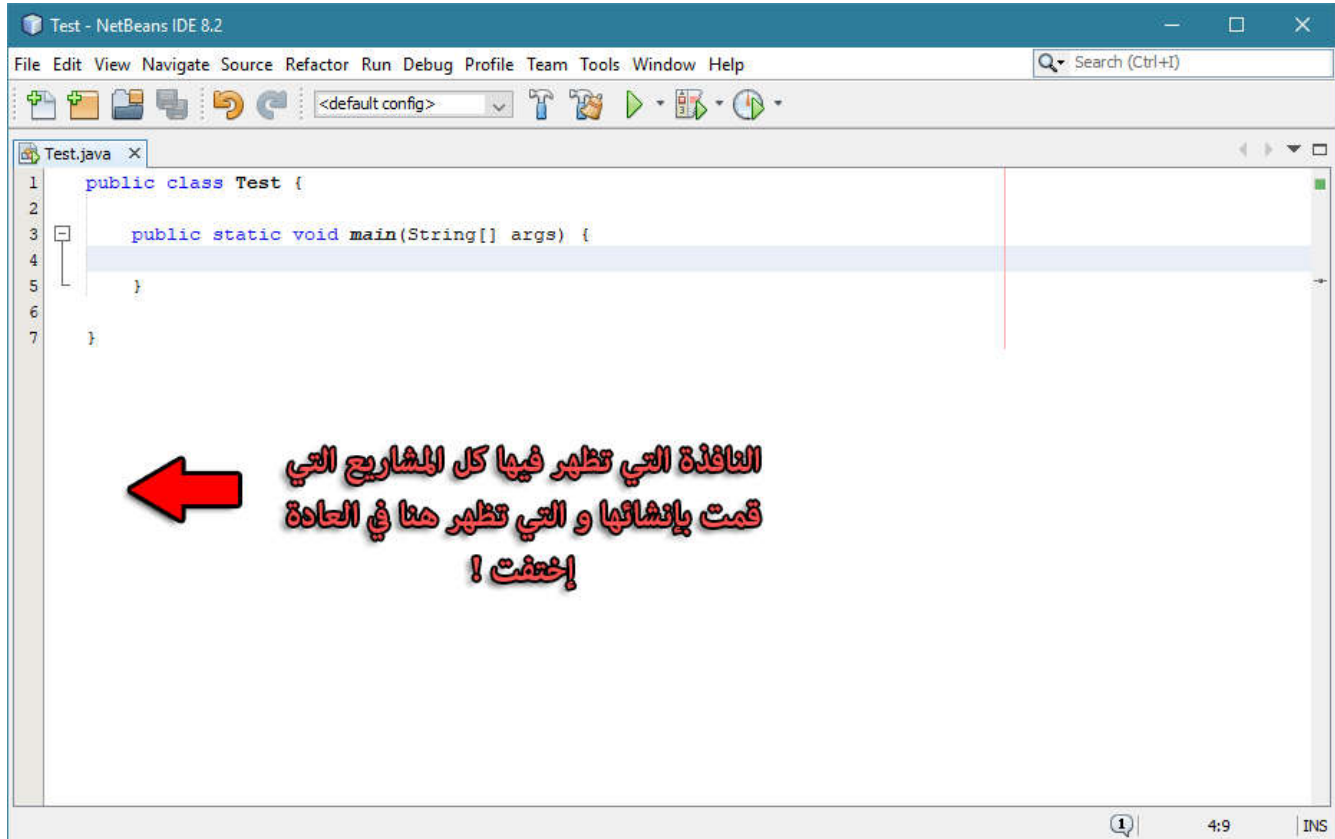 Test - NetBeans IDE 8.2
File Edit View Navigate Source Refactor Run Debug Profile Team Tools Window Help
Search (Ctrl+I)
<default config>
Test.java
1 public class Test {
2
3 public static void main(String[] args) {
4
5 }
6
7 }
النافذة التي تظهر فيها كل المشاريع التي
قمت بإنشائها و التي تظهر هنا في العادة
إختفت !
1 4:9 INS